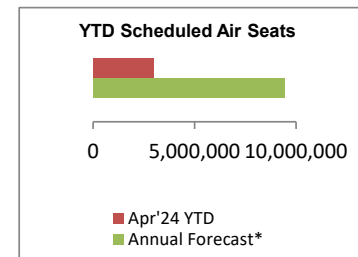 YTD Scheduled Air Seats
0 5,000,000 10,000,000
Apr'24 YTD
Annual Forecast*